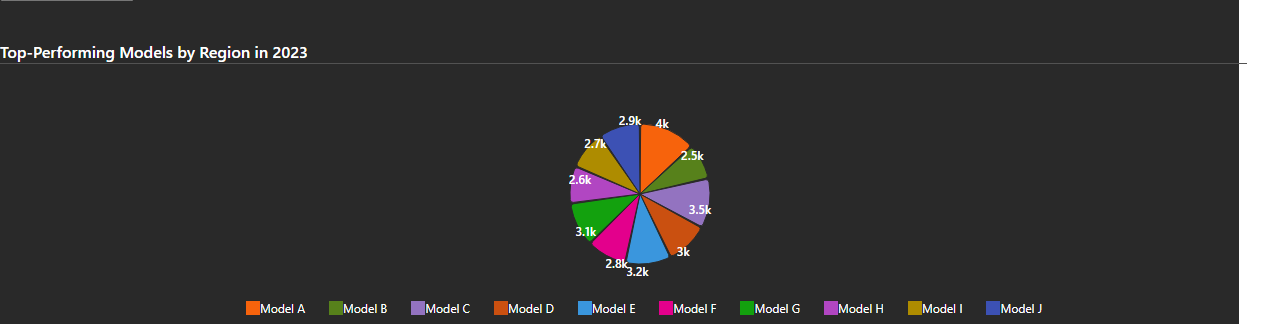 Top-Performing Models by Region in 2023
2.9k
4k
2.7k
2.5k
2.6k
3.5k
3.1k
3k
2.8k
3.2k
Model A Model B Model C Model D Model E Model F Model G Model H Model I Model J